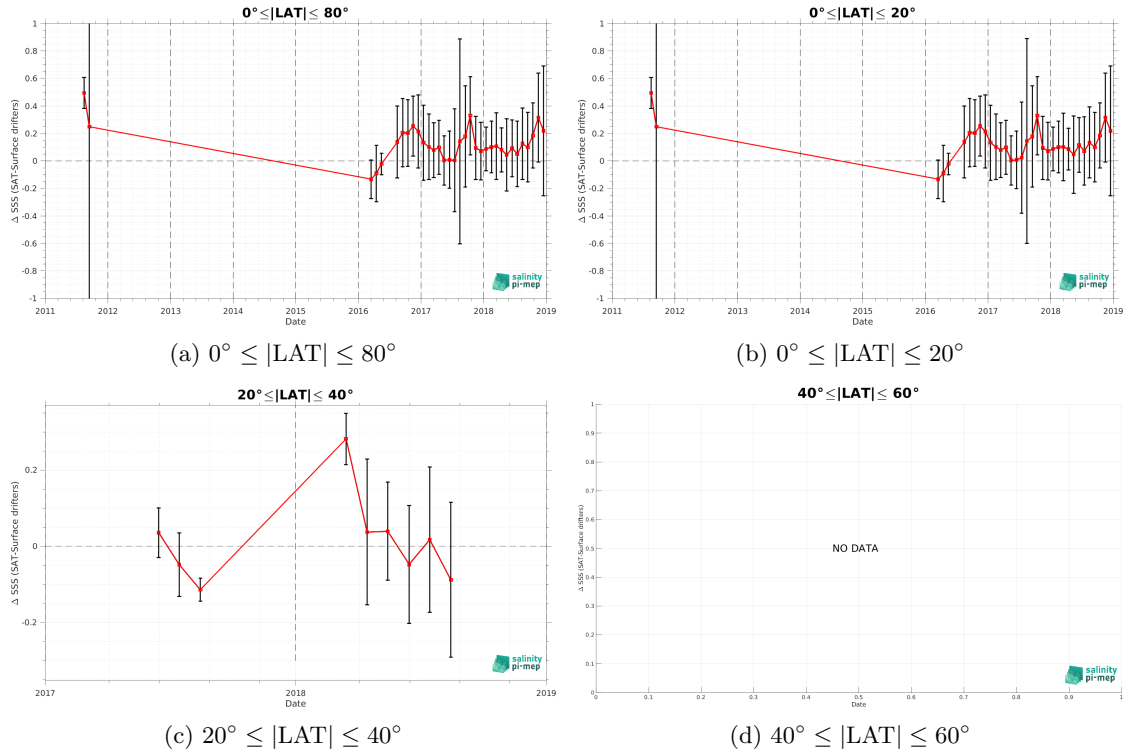 0°≤|LAT|≤ 80°
1
0.8
0.6
0.4
0.2
0
-0.2
-0.4
-0.6
-0.8
-1
Δ SSS (SAT-Surface drifters)
2011 2012 2013 2014 2015 2016 2017 2018 2019
Date
salinity
pi-mep
(a) 0° ≤ |LAT| ≤ 80°
0°≤|LAT|≤ 20°
1
0.8
0.6
0.4
0.2
0
-0.2
-0.4
-0.6
-0.8
-1
Δ SSS (SAT-Surface drifters)
2011 2012 2013 2014 2015 2016 2017 2018 2019
Date
salinity
pi-mep
(b) 0° ≤ |LAT| ≤ 20°
20°≤|LAT|≤ 40°
0.2
0
-0.2
Δ SSS (SAT-Surface drifters)
2017 2018 2019
Date
salinity
pi-mep
(c) 20° ≤ |LAT| ≤ 40°
40°≤|LAT|≤ 60°
1
0.9
0.8
0.7
0.6
0.5
0.4
0.3
0.2
0.1
0
Δ SSS (SAT-Surface drifters)
NO DATA
0 0.1 0.2 0.3 0.4 0.5 0.6 0.7 0.8 0.9 1
Date
salinity
pi-mep
(d) 40° ≤ |LAT| ≤ 60°